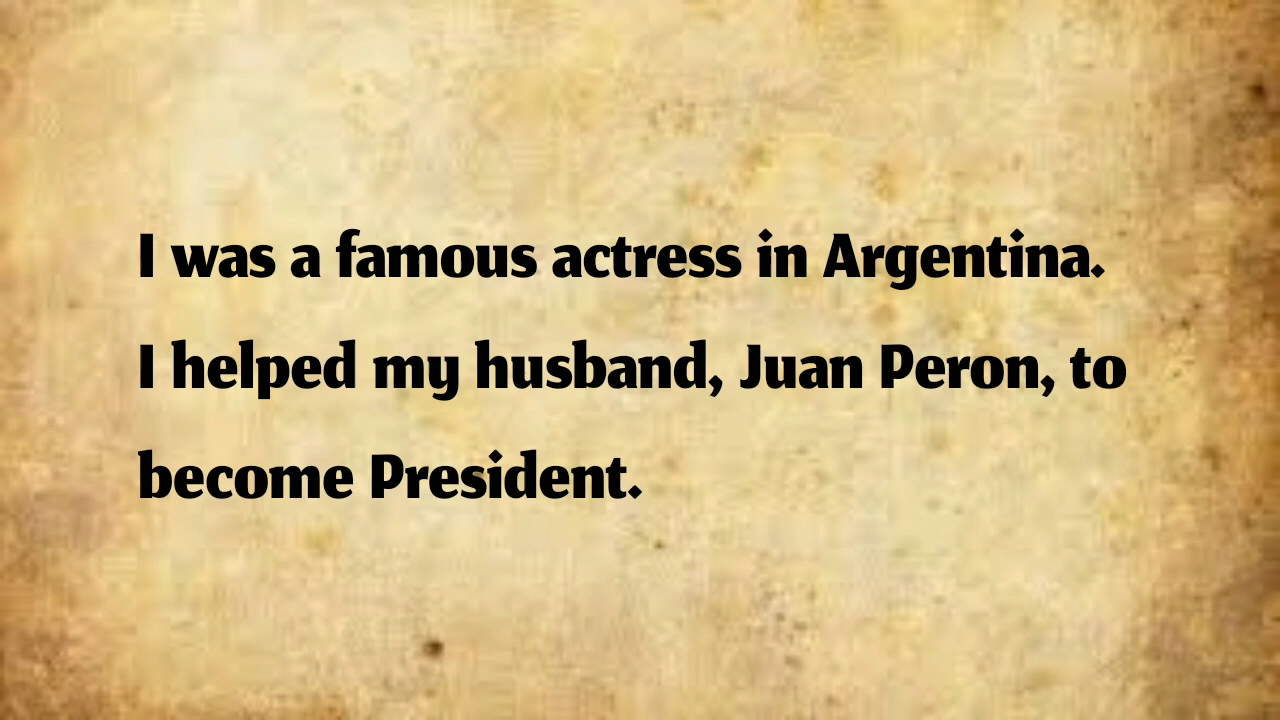 I was a famous actress in Argentina.
I helped my husband, Juan Peron, to
become President.